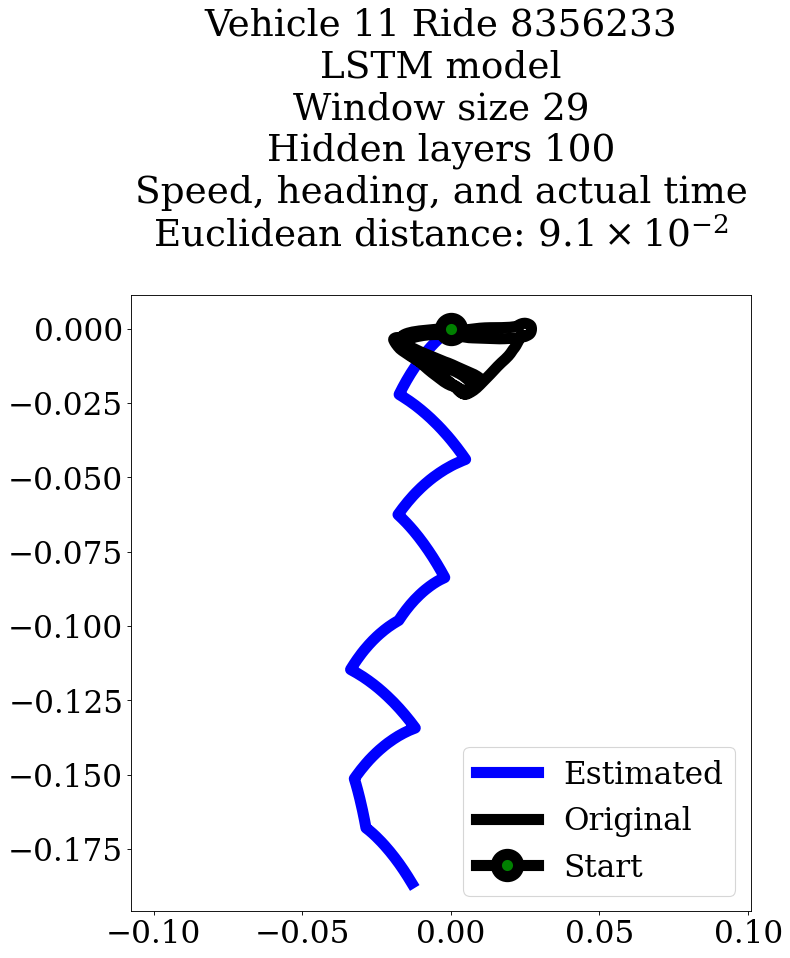 Vehicle 11 Ride 8356233
LSTM model
Window size 29
Hidden layers 100
Speed, heading, and actual time
Euclidean distance: 9.1 × 10⁻²
0.000
−0.025
−0.050
−0.075
−0.100
−0.125
−0.150
−0.175
Estimated
Original
Start
−0.10
−0.05
0.00
0.05
0.10